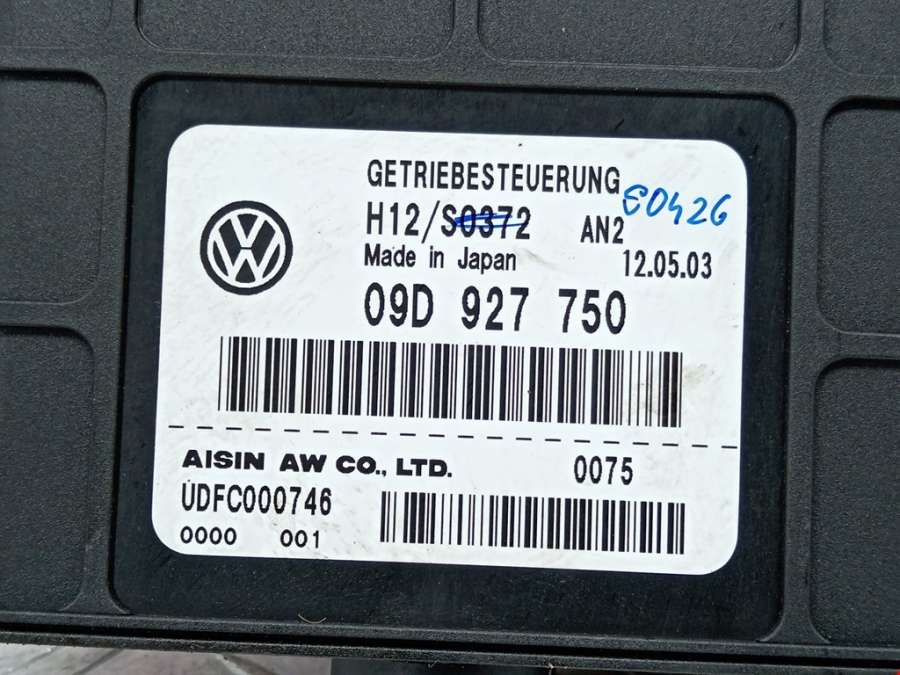 GETRIEBESTEUERUNG
H12/S0372 AN2 S0426
Made in Japan 12.05.03
09D 927 750
AISIN AW CO., LTD. 0075
UDFC000746
0000 001